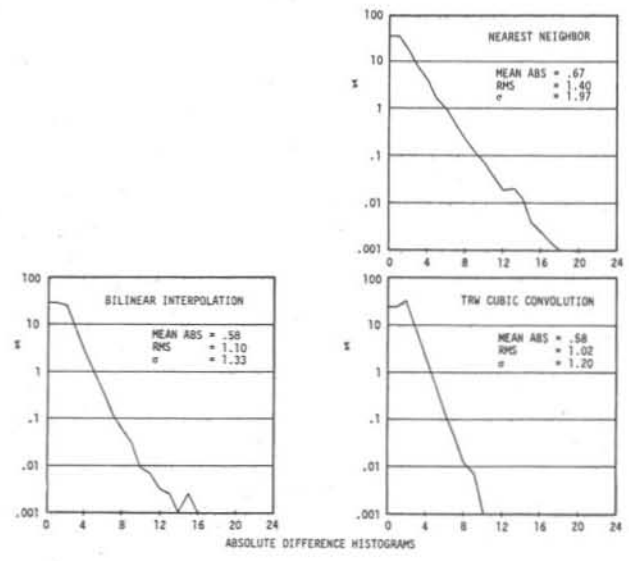 100
10
%
1
.1
.01
.001
NEAREST NEIGHBOR
MEAN ABS = .67
RMS = 1.40
σ = 1.97
0 4 8 12 16 20 24
100
10
%
1
.1
.01
.001
BILINEAR INTERPOLATION
MEAN ABS = .58
RMS = 1.10
σ = 1.33
0 4 8 12 16 20 24
100
10
%
1
.1
.01
.001
TRW CUBIC CONVOLUTION
MEAN ABS = .58
RMS = 1.02
σ = 1.20
0 4 8 12 16 20 24
ABSOLUTE DIFFERENCE HISTOGRAMS